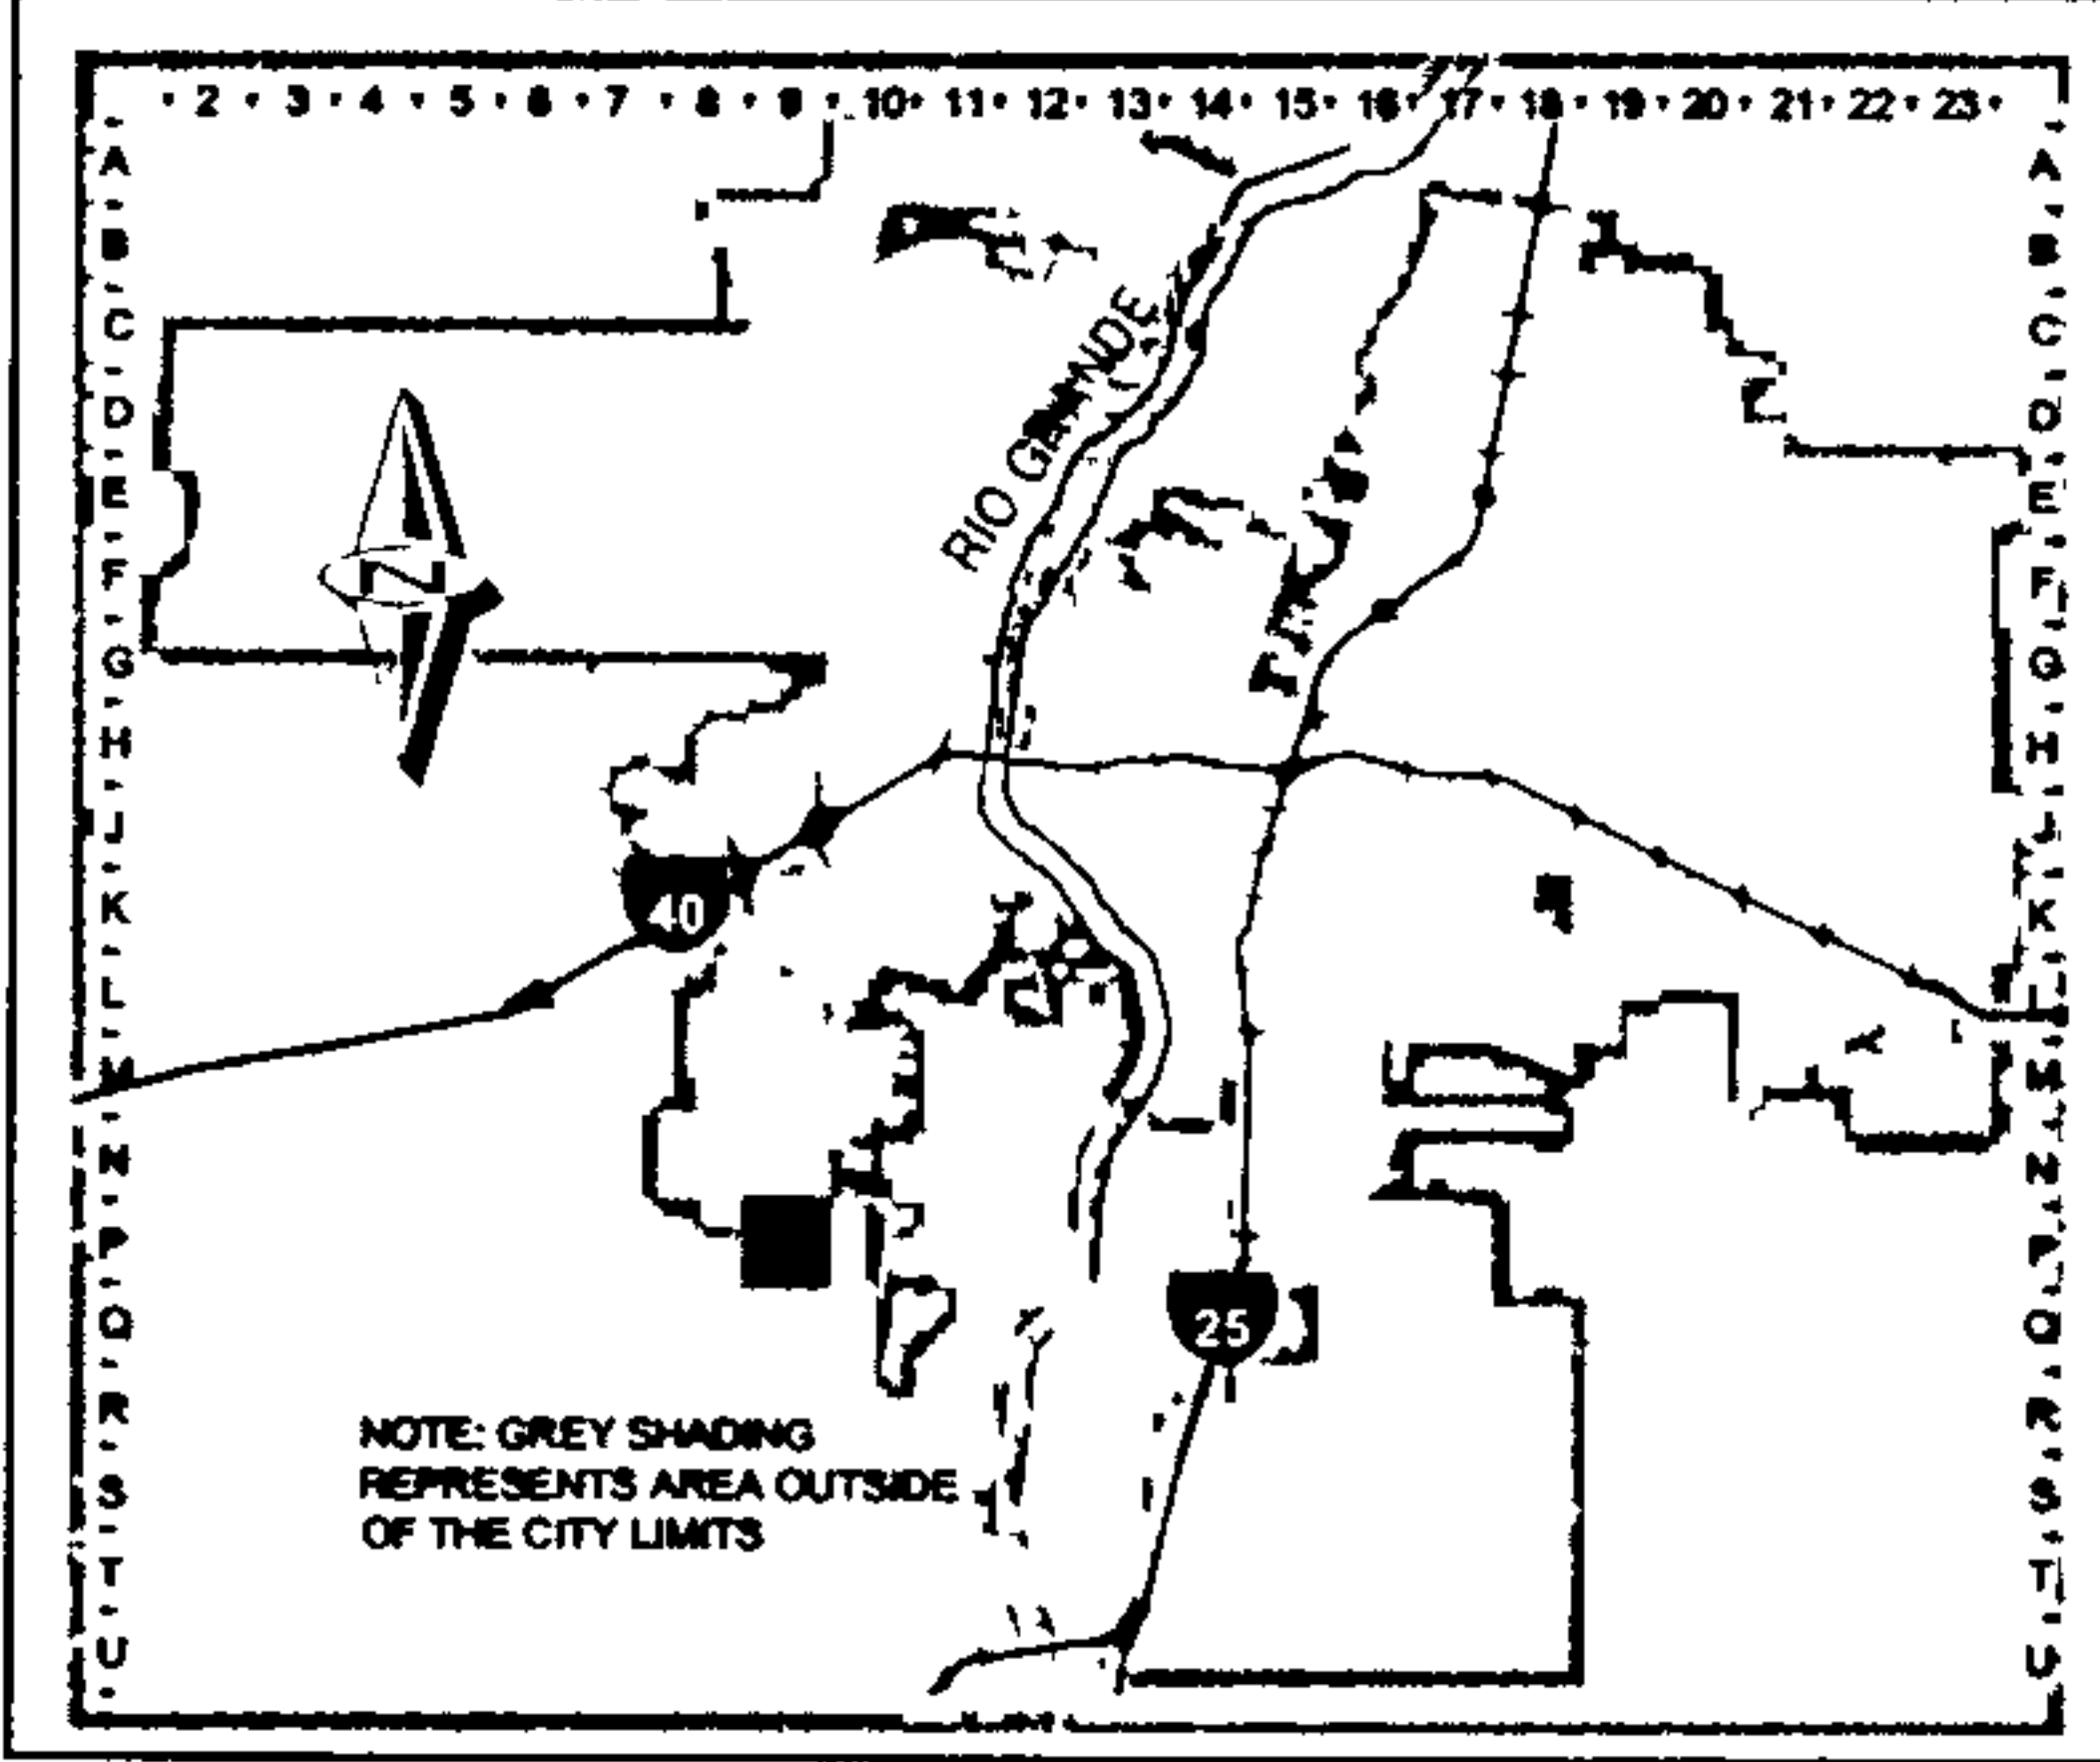 2 3 4 5 6 7 8 9 10 11 12 13 14 15 16 17 18 19 20 21 22 23
A A
B B
C C
D D
E E
F F
G G
H H
J J
K K
L L
M M
N N
P P
Q Q
R R
S S
T T
U U
RIO GRANDE
N
40
25
NOTE: GREY SHADING
REPRESENTS AREA OUTSIDE
OF THE CITY LIMITS